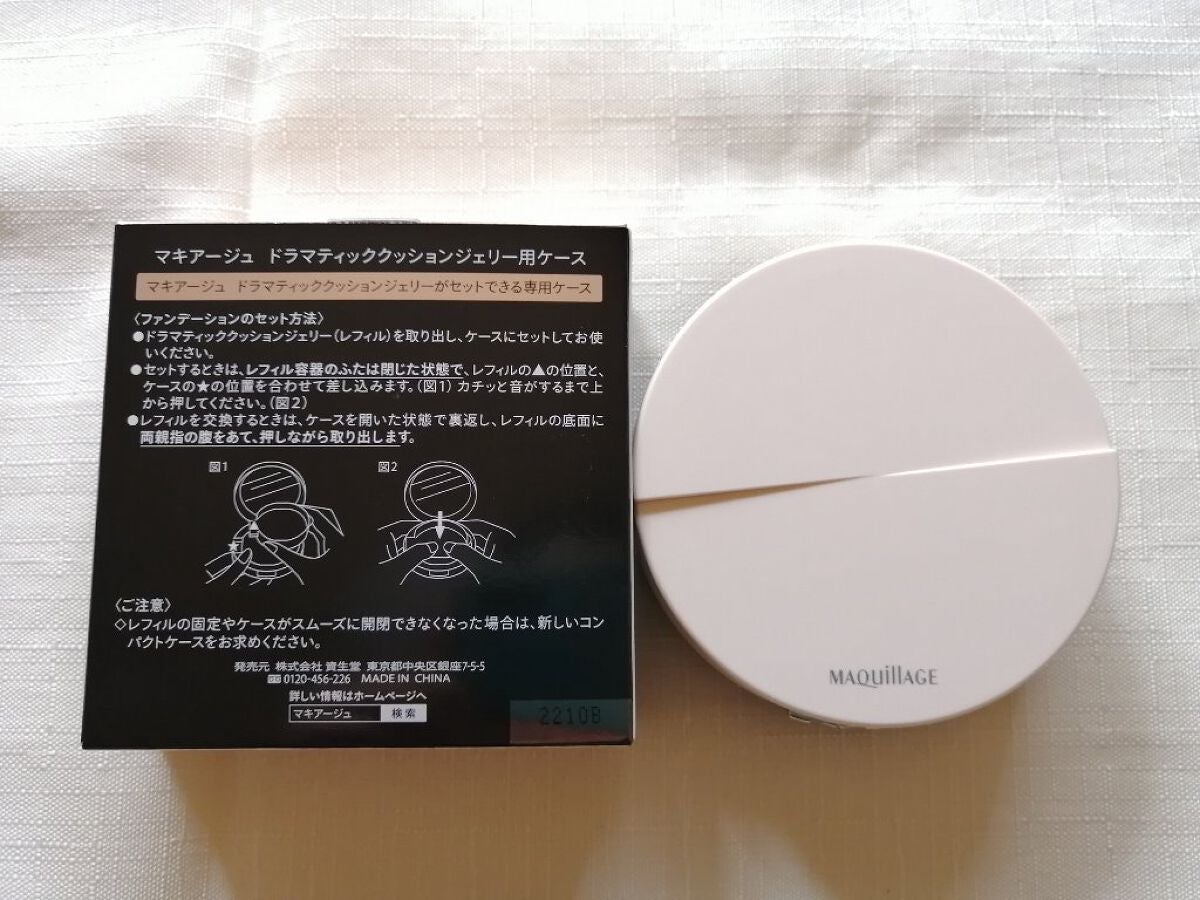 マキアージュ ドラマティッククッションジェリー用ケース
マキアージュ ドラマティッククッションジェリーがセットできる専用ケース
〈ファンデーションのセット方法〉
●ドラマティッククッションジェリー(レフィル)を取り出し、ケースにセットしてお使
いください。
●セットするときは、レフィル容器のふたは閉じた状態で、レフィルの▲の位置と、
ケースの★の位置を合わせて差し込みます。(図1) カチッと音がするまで上
から押してください。(図2)
●レフィルを交換するときは、ケースを開いた状態で裏返し、レフィルの底面に
両親指の腹をあて、押しながら取り出します。
図1
図2
〈ご注意〉
◇レフィルの固定やケースがスムーズに開閉できなくなった場合は、新しいコン
パクトケースをお求めください。
発売元 株式会社 資生堂 東京都中央区銀座7-5-5
0120-456-226 MADE IN CHINA
詳しい情報はホームページへ
マキアージュ 検索
2210B
MAQuillAGE